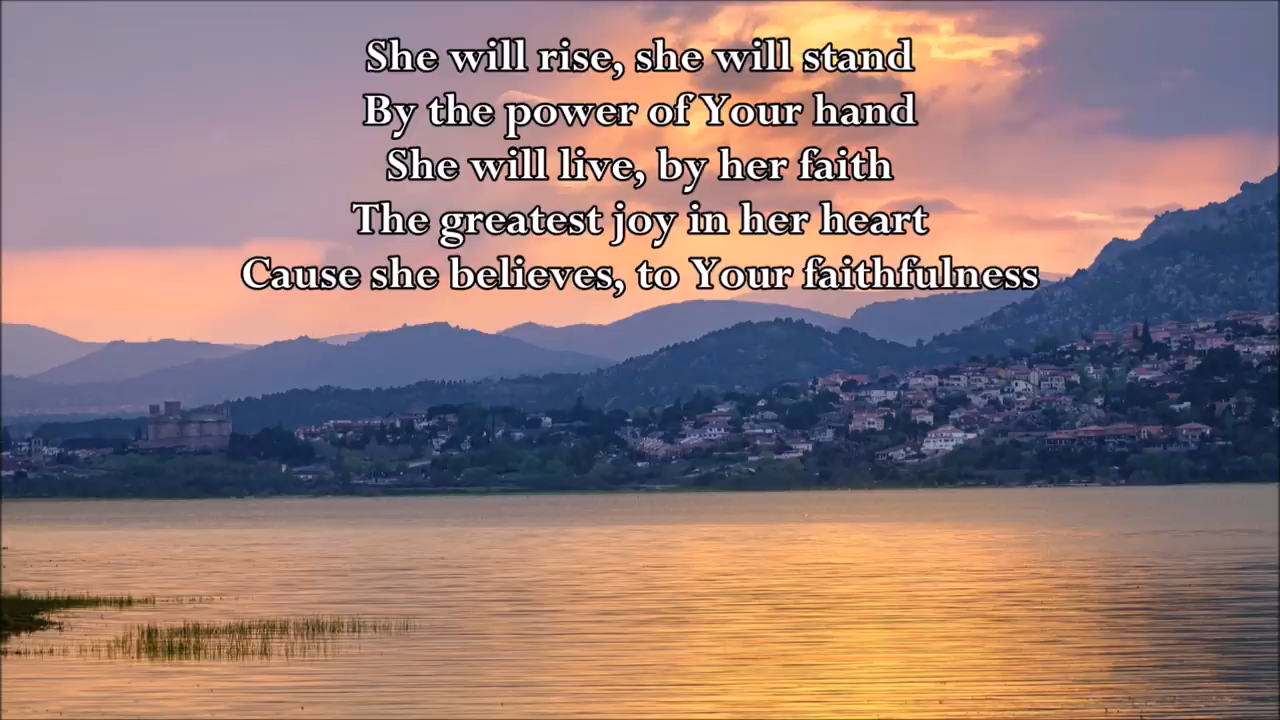 She will rise, she will stand
By the power of Your hand
She will live, by her faith
The greatest joy in her heart
Cause she believes, to Your faithfulness